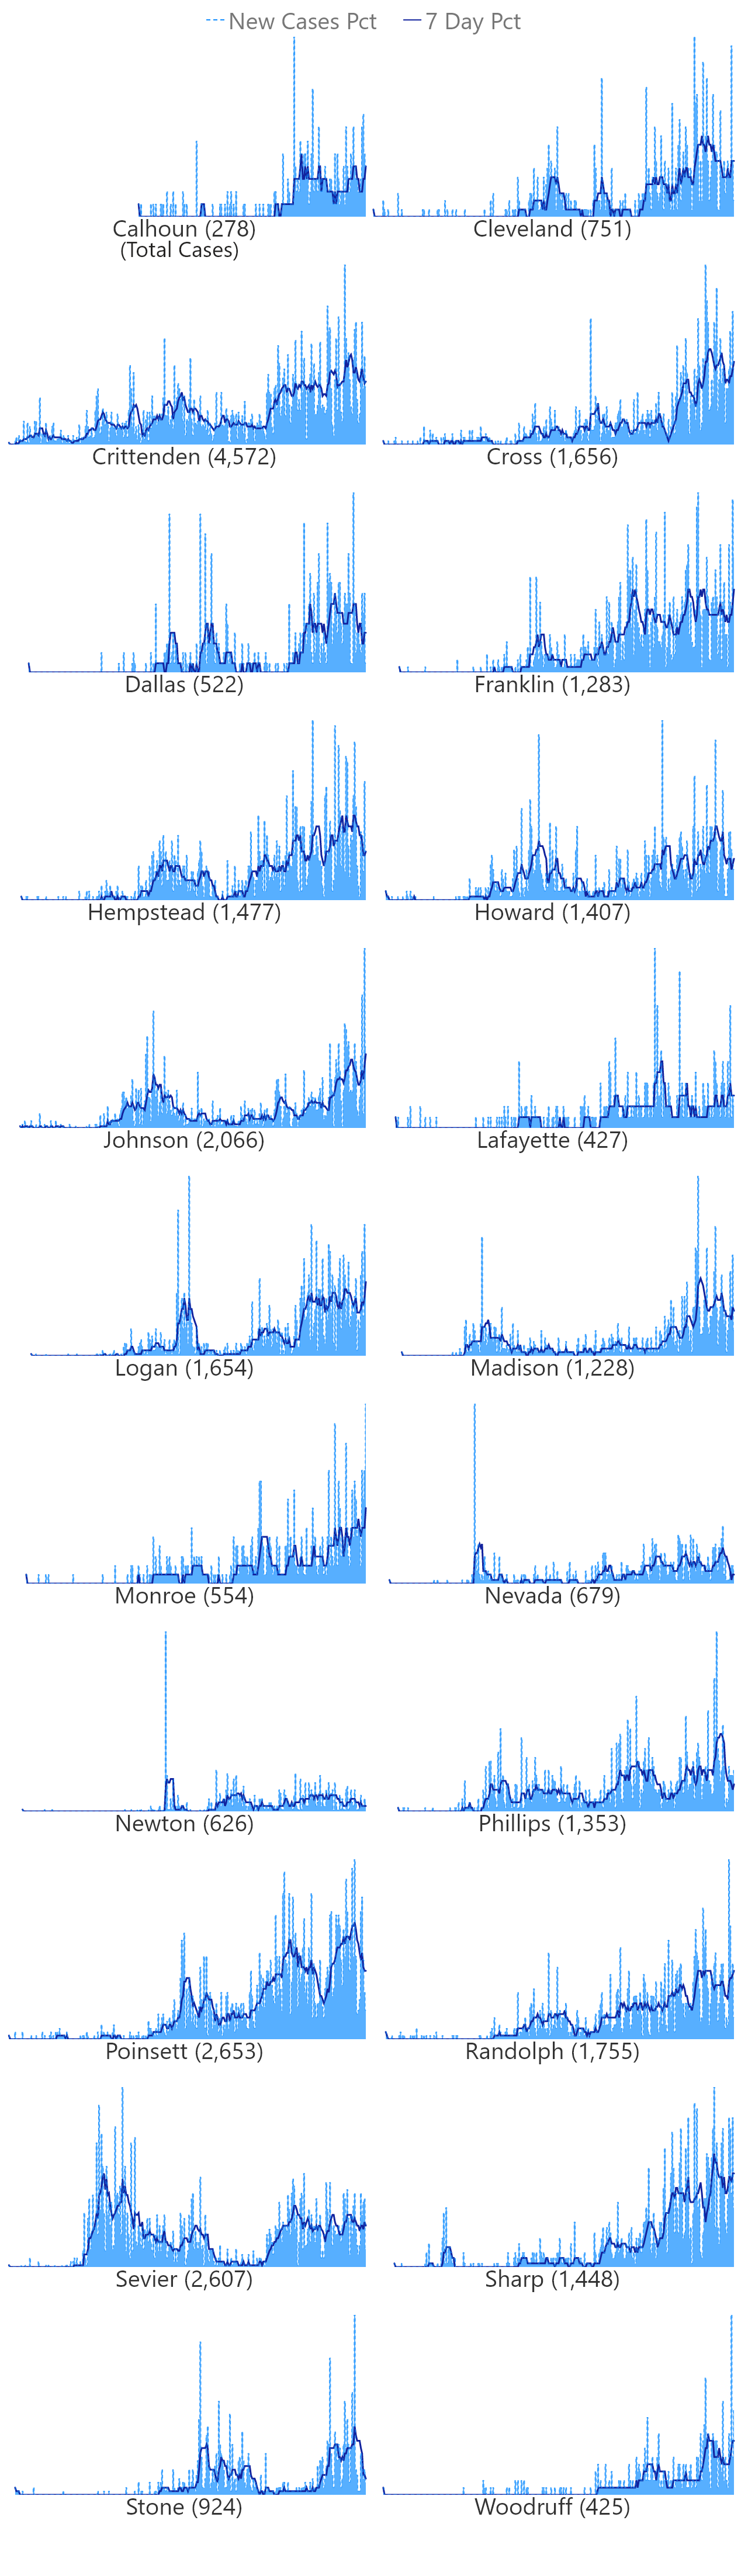 New Cases Pct 7 Day Pct
Calhoun (278) Cleveland (751)
(Total Cases)
Crittenden (4,572) Cross (1,656)
Dallas (522) Franklin (1,283)
Hempstead (1,477) Howard (1,407)
Johnson (2,066) Lafayette (427)
Logan (1,654) Madison (1,228)
Monroe (554) Nevada (679)
Newton (626) Phillips (1,353)
Poinsett (2,653) Randolph (1,755)
Sevier (2,607) Sharp (1,448)
Stone (924) Woodruff (425)